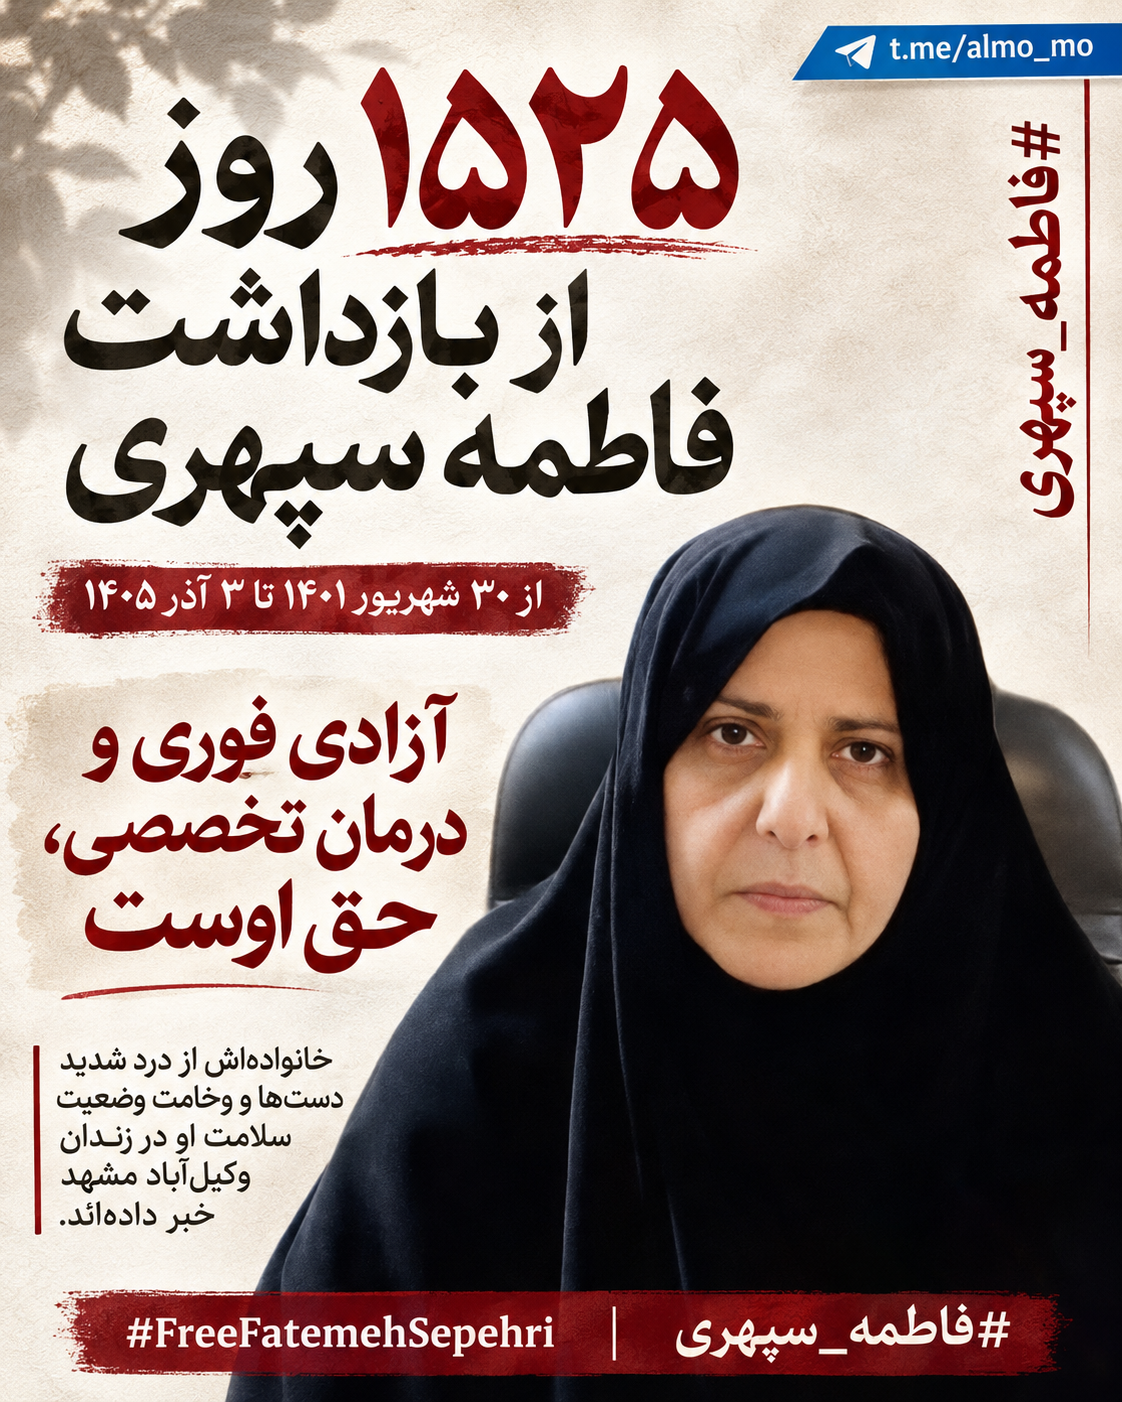 t.me/almo_mo
#فاطمه_سپهری
۱۵۲۵ روز
از بازداشت
فاطمه سپهری
از ۳۰ شهریور ۱۴۰۱ تا ۳ آذر ۱۴۰۵
آزادی فوری و
درمان تخصصی،
حق اوست
خانواده‌اش از درد شدید
دست‌ها و وخامت وضعیت
سلامت او در زندان
وکیل‌آباد مشهد
خبر داده‌اند.
#فاطمه_سپهری
#FreeFatemehSepehri